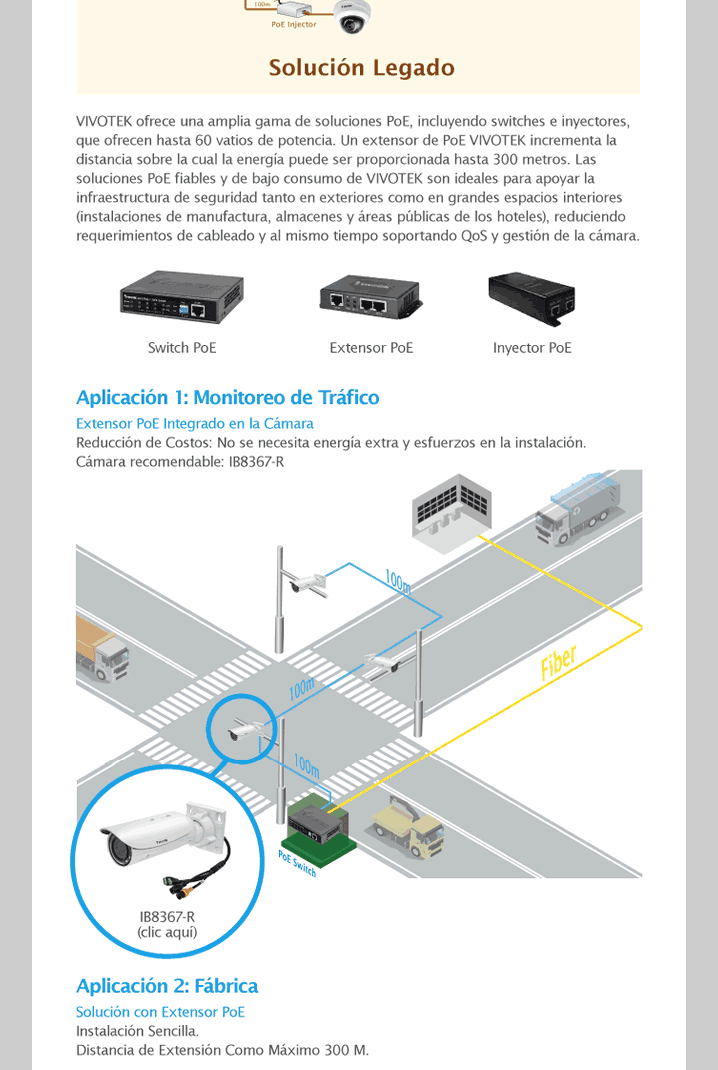 100m
PoE Injector
Solución Legado
VIVOTEK ofrece una amplia gama de soluciones PoE, incluyendo switches e inyectores,
que ofrecen hasta 60 vatios de potencia. Un extensor de PoE VIVOTEK incrementa la
distancia sobre la cual la energía puede ser proporcionada hasta 300 metros. Las
soluciones PoE fiables y de bajo consumo de VIVOTEK son ideales para apoyar la
infraestructura de seguridad tanto en exteriores como en grandes espacios interiores
(instalaciones de manufactura, almacenes y áreas públicas de los hoteles), reduciendo
requerimientos de cableado y al mismo tiempo soportando QoS y gestión de la cámara.
Switch PoE
Extensor PoE
Inyector PoE
Aplicación 1: Monitoreo de Tráfico
Extensor PoE Integrado en la Cámara
Reducción de Costos: No se necesita energía extra y esfuerzos en la instalación.
Cámara recomendable: IB8367-R
100m
Fiber
100m
100m
PoE Switch
IB8367-R
(clic aquí)
Aplicación 2: Fábrica
Solución con Extensor PoE
Instalación Sencilla.
Distancia de Extensión Como Máximo 300 M.